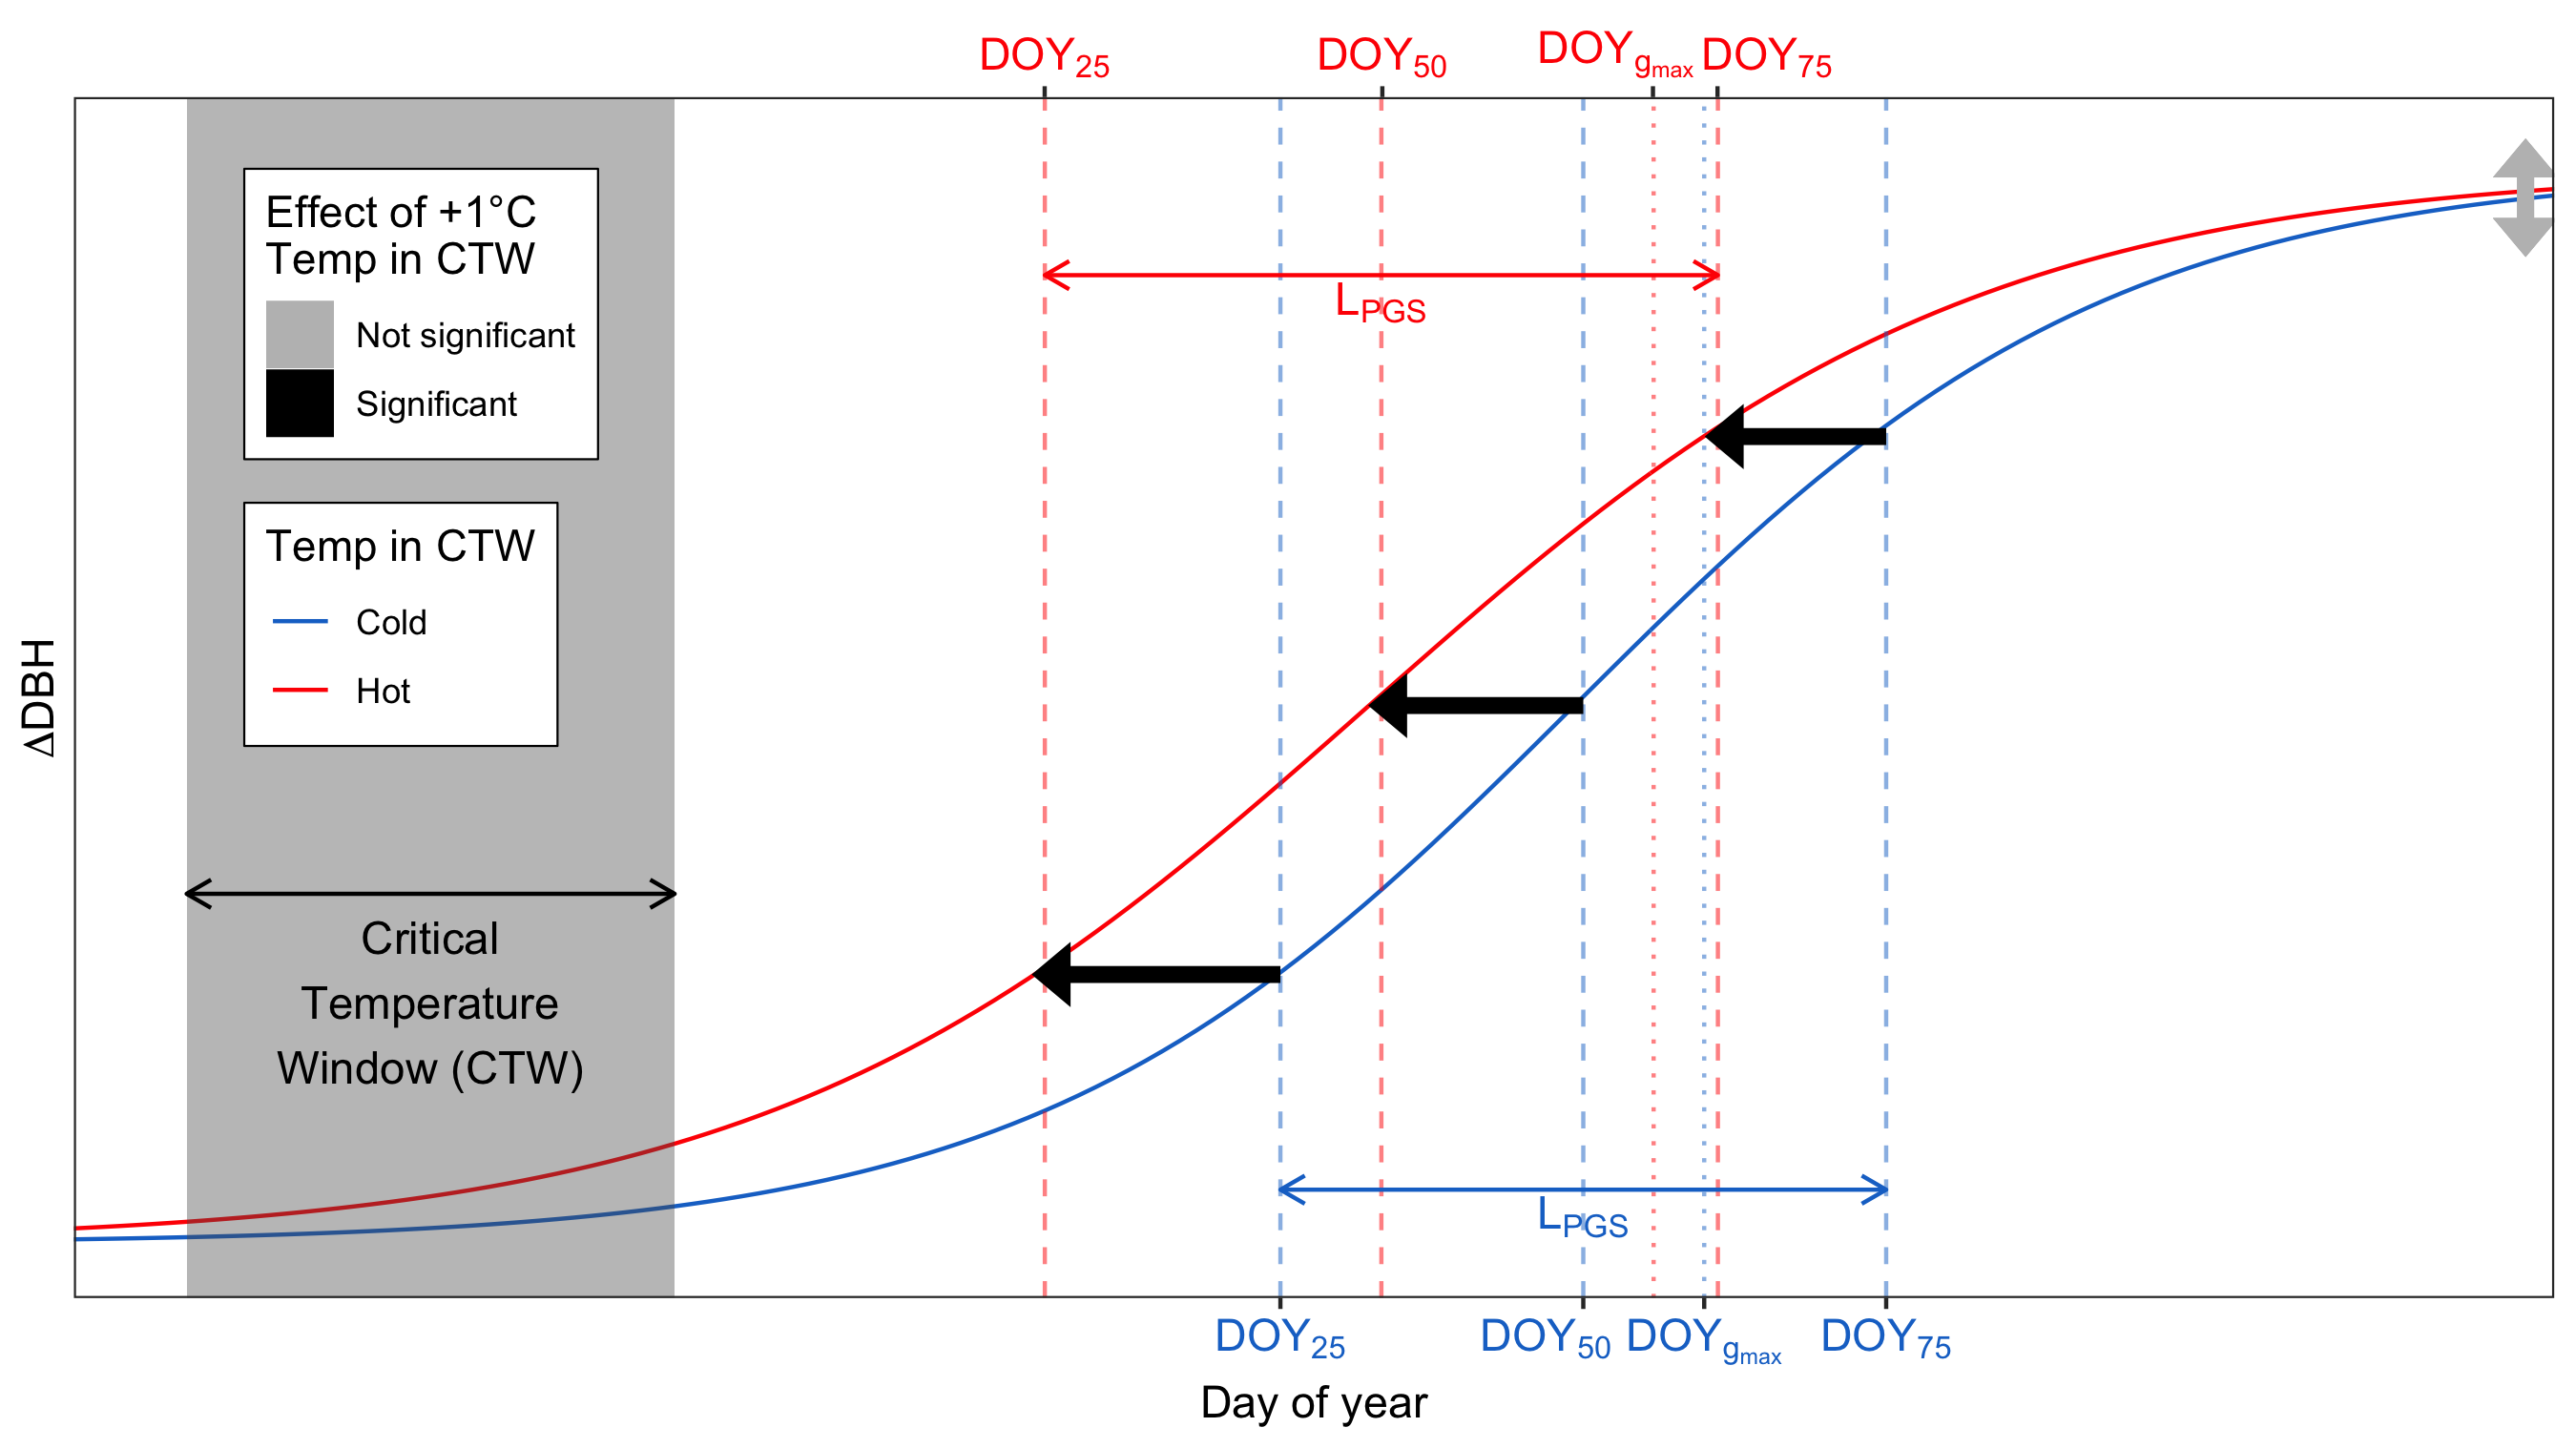 DOY25 DOY50 DOYgmax DOY75
Effect of +1°C
Temp in CTW
Not significant
Significant
LPGS
Temp in CTW
Cold
Hot
ΔDBH
Critical
Temperature
Window (CTW)
LPGS
DOY25 DOY50 DOYgmax DOY75
Day of year